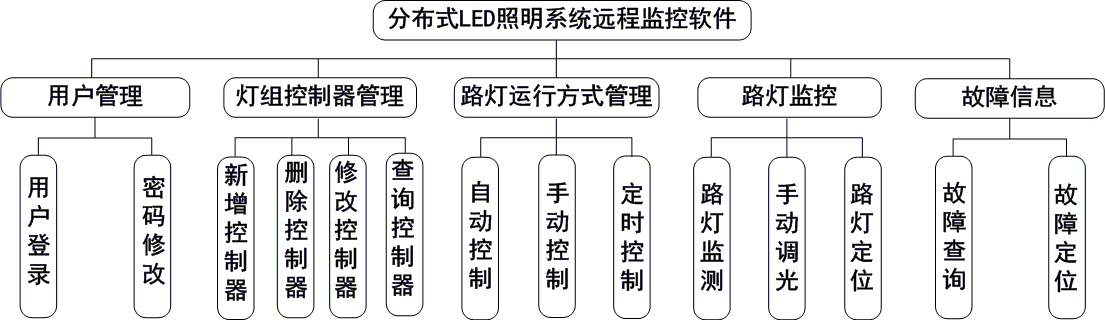 分布式LED照明系统远程监控软件
用户管理
灯组控制器管理
路灯运行方式管理
路灯监控
故障信息
用户登录
密码修改
新增控制器
删除控制器
修改控制器
查询控制器
自动控制
手动控制
定时控制
路灯监测
手动调光
路灯定位
故障查询
故障定位